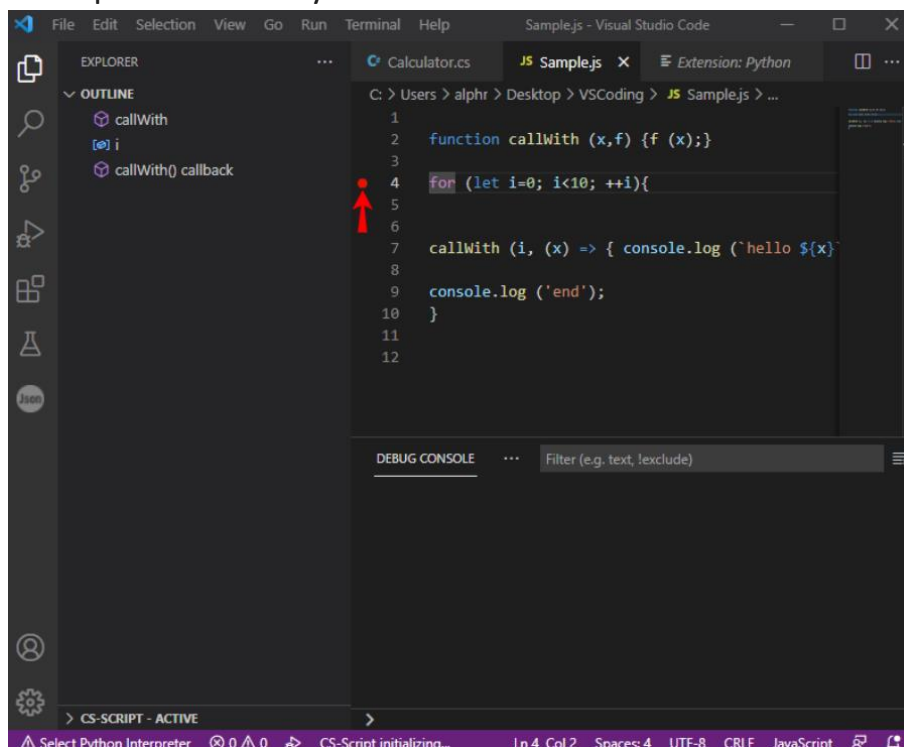 File Edit Selection View Go Run Terminal Help Sample.js - Visual Studio Code
EXPLORER
OUTLINE
callWith
i
callWith() callback
Json
CS-SCRIPT - ACTIVE
Calculator.cs JS Sample.js Extension: Python
C: > Users > alphr > Desktop > VSCoding > JS Sample.js > ...
1
2 function callWith (x,f) {f (x);}
3
4 for (let i=0; i<10; ++i){
5
6
7 callWith (i, (x) => { console.log (`hello ${x}`
8
9 console.log ('end');
10 }
11
12
DEBUG CONSOLE Filter (e.g. text, !exclude)
>
Select Python Interpreter 0 0 CS-Script initializing... Ln 4, Col 2 Spaces: 4 UTF-8 CRLF JavaScript